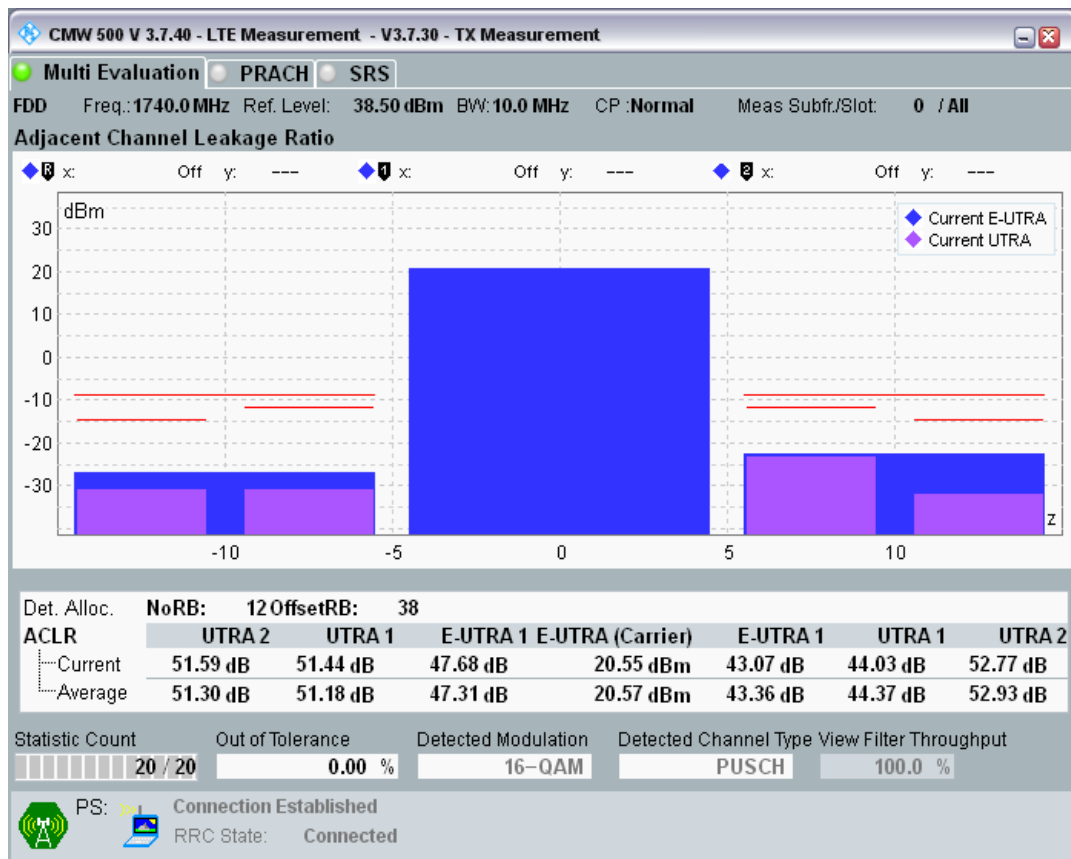 CMW 500 V 3.7.40 - LTE Measurement - V3.7.30 - TX Measurement
Multi Evaluation PRACH SRS
FDD Freq.:1740.0 MHz Ref. Level: 38.50 dBm BW:10.0 MHz CP :Normal Meas Subfr./Slot: 0 / All
Adjacent Channel Leakage Ratio
R x: Off y: --- 1 x: Off y: --- 2 x: Off y: ---
dBm
Current E-UTRA
Current UTRA
30
20
10
0
-10
-20
-30
z
-10 -5 0 5 10
Det. Alloc. NoRB: 12 OffsetRB: 38
ACLR UTRA 2 UTRA 1 E-UTRA 1 E-UTRA (Carrier) E-UTRA 1 UTRA 1 UTRA 2
Current 51.59 dB 51.44 dB 47.68 dB 20.55 dBm 43.07 dB 44.03 dB 52.77 dB
Average 51.30 dB 51.18 dB 47.31 dB 20.57 dBm 43.36 dB 44.37 dB 52.93 dB
Statistic Count Out of Tolerance Detected Modulation Detected Channel Type View Filter Throughput
20 / 20 0.00 % 16-QAM PUSCH 100.0 %
PS: Connection Established
RRC State: Connected